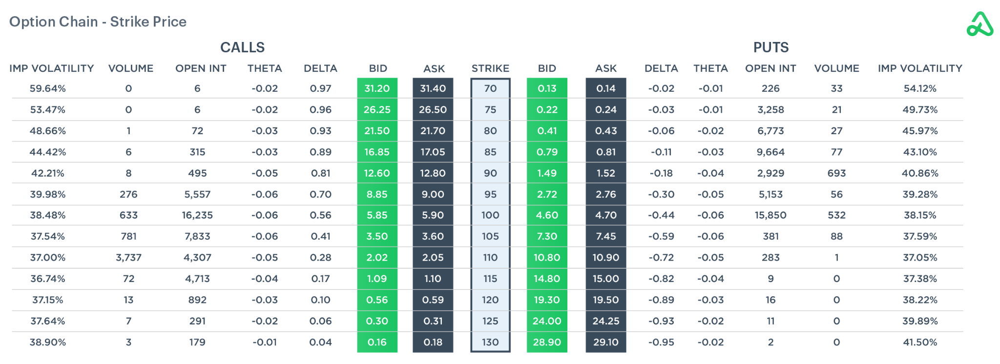 Option Chain - Strike Price
CALLS PUTS
IMP VOLATILITY VOLUME OPEN INT THETA DELTA BID ASK STRIKE BID ASK DELTA THETA OPEN INT VOLUME IMP VOLATILITY
59.64% 0 6 -0.02 0.97 31.20 31.40 70 0.13 0.14 -0.02 -0.01 226 33 54.12%
53.47% 0 6 -0.02 0.96 26.25 26.50 75 0.22 0.24 -0.03 -0.01 3,258 21 49.73%
48.66% 1 72 -0.03 0.93 21.50 21.70 80 0.41 0.43 -0.06 -0.02 6,773 27 45.97%
44.42% 6 315 -0.03 0.89 16.85 17.05 85 0.79 0.81 -0.11 -0.03 9,664 77 43.10%
42.21% 8 495 -0.05 0.81 12.60 12.80 90 1.49 1.52 -0.18 -0.04 2,929 693 40.86%
39.98% 276 5,557 -0.06 0.70 8.85 9.00 95 2.72 2.76 -0.30 -0.05 5,153 56 39.28%
38.48% 633 16,235 -0.06 0.56 5.85 5.90 100 4.60 4.70 -0.44 -0.06 15,850 532 38.15%
37.54% 781 7,833 -0.06 0.41 3.50 3.60 105 7.30 7.45 -0.59 -0.06 381 88 37.59%
37.00% 3,737 4,307 -0.05 0.28 2.02 2.05 110 10.80 10.90 -0.72 -0.05 283 1 37.05%
36.74% 72 4,713 -0.04 0.17 1.09 1.10 115 14.80 15.00 -0.82 -0.04 9 0 37.38%
37.15% 13 892 -0.03 0.10 0.56 0.59 120 19.30 19.50 -0.89 -0.03 16 0 38.22%
37.64% 7 291 -0.02 0.06 0.30 0.31 125 24.00 24.25 -0.93 -0.02 11 0 39.89%
38.90% 3 179 -0.01 0.04 0.16 0.18 130 28.90 29.10 -0.95 -0.02 2 0 41.50%